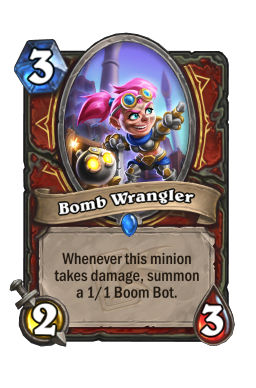 3
Bomb Wrangler
Whenever this minion
takes damage, summon
a 1/1 Boom Bot.
2 3